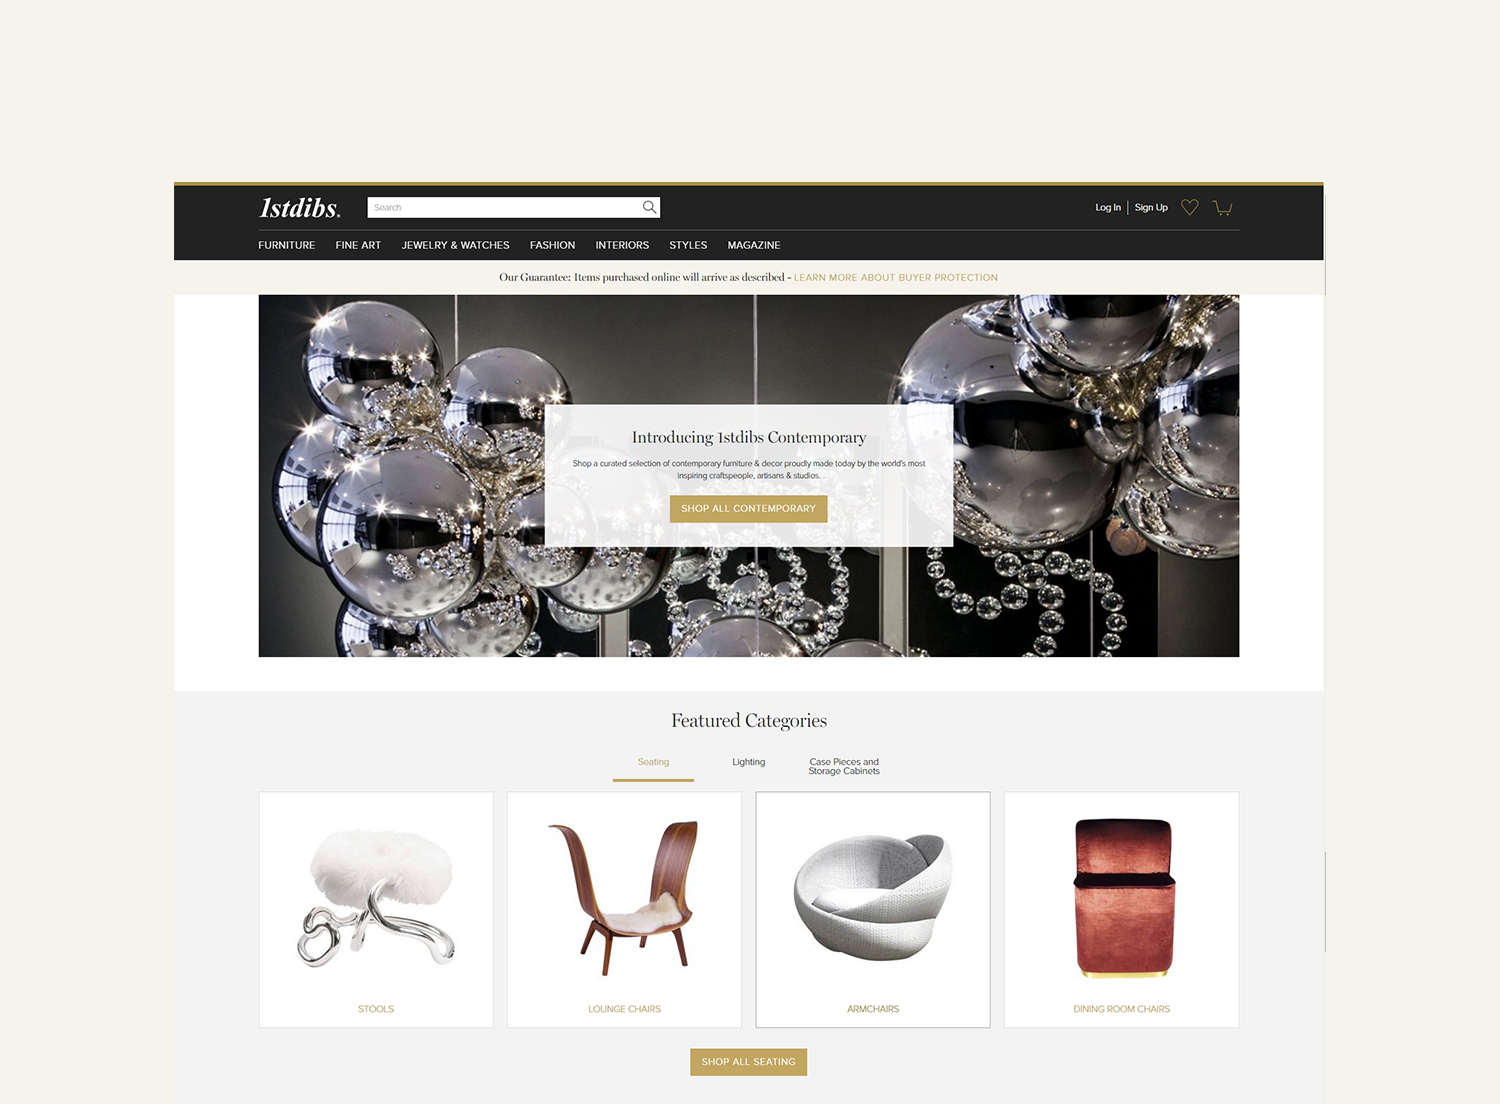 1stdibs.
Search
Log In
Sign Up
FURNITURE FINE ART JEWELRY & WATCHES FASHION INTERIORS STYLES MAGAZINE
Our Guarantee: Items purchased online will arrive as described - LEARN MORE ABOUT BUYER PROTECTION
Introducing 1stdibs Contemporary
Shop a curated selection of contemporary furniture & decor proudly made today by the world's most
inspiring craftspeople, artisans & studios.
SHOP ALL CONTEMPORARY
Featured Categories
Seating
Lighting
Case Pieces and
Storage Cabinets
STOOLS
LOUNGE CHAIRS
ARMCHAIRS
DINING ROOM CHAIRS
SHOP ALL SEATING